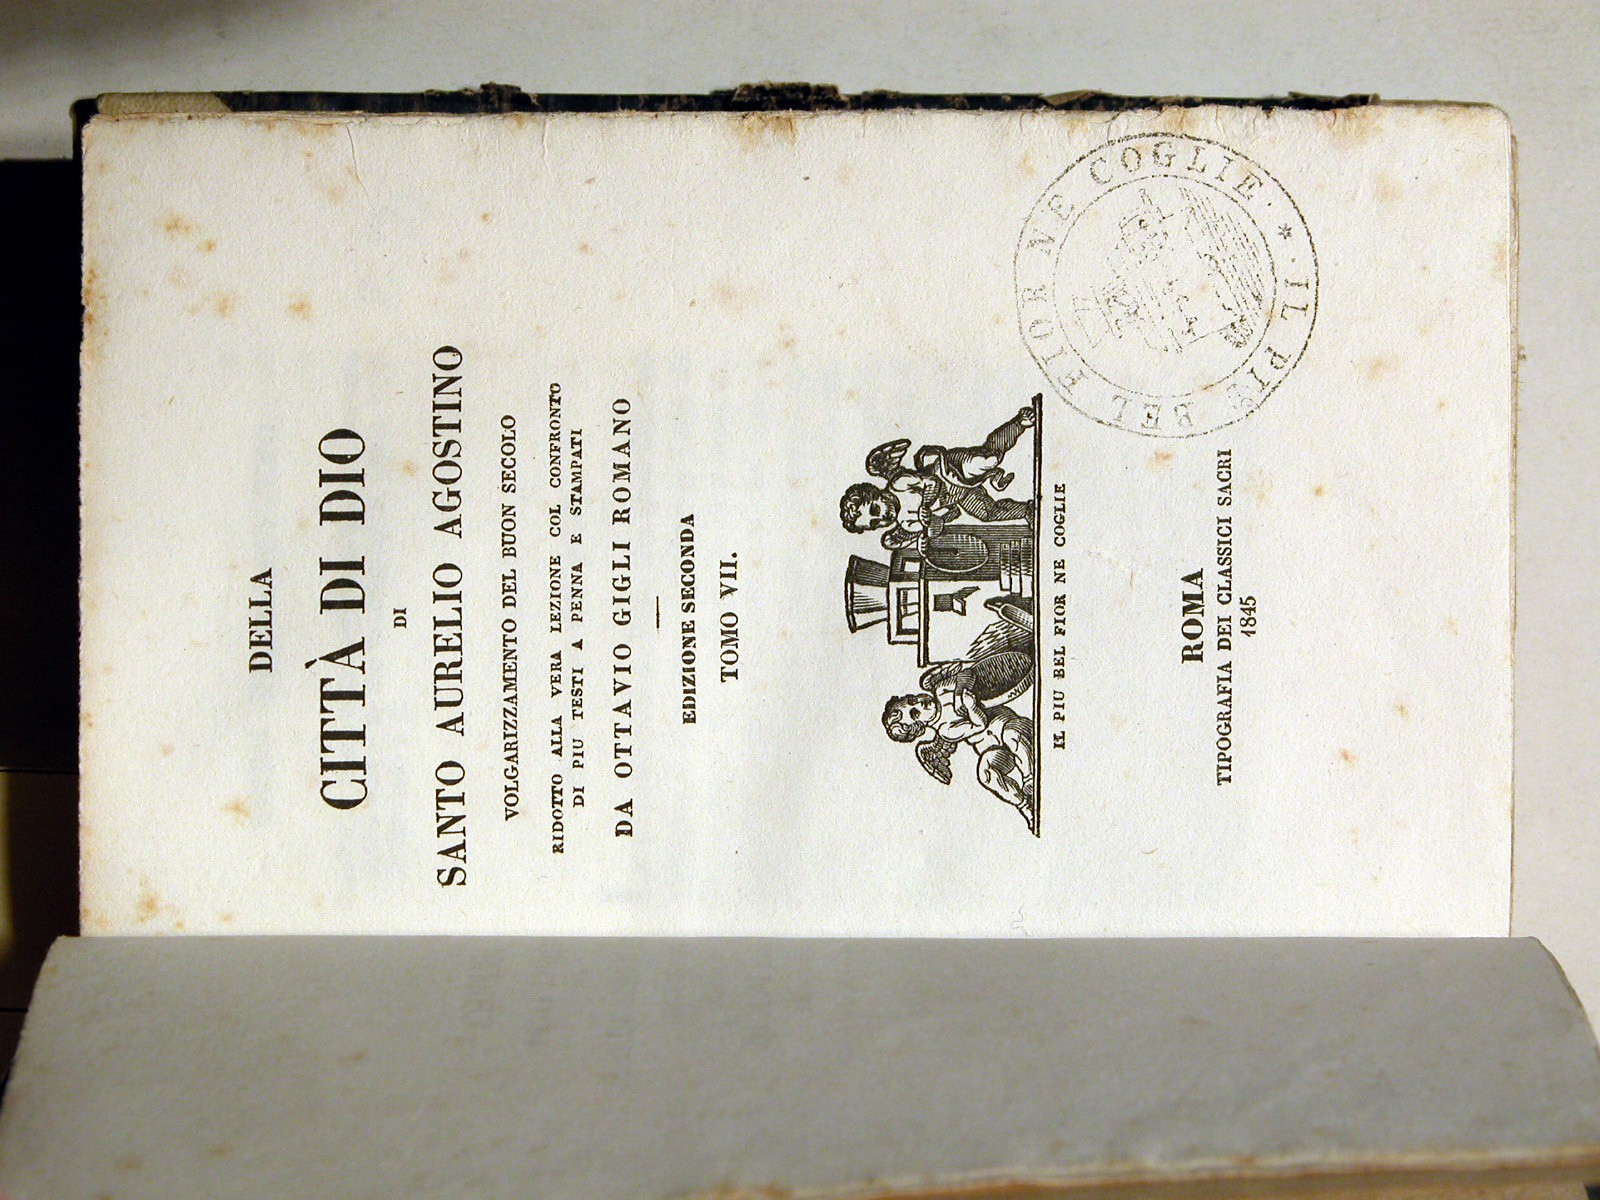 DELLA
CITTÀ DI DIO
DI
SANTO AURELIO AGOSTINO
VOLGARIZZAMENTO DEL BUON SECOLO
RIDOTTO ALLA VERA LEZIONE COL CONFRONTO
DI PIU TESTI A PENNA E STAMPATI
DA OTTAVIO GIGLI ROMANO
EDIZIONE SECONDA
TOMO VII.
IL PIU BEL FIOR NE COGLIE
ROMA
TIPOGRAFIA DEI CLASSICI SACRI
1845
IL PIU BEL FIOR NE COGLIE